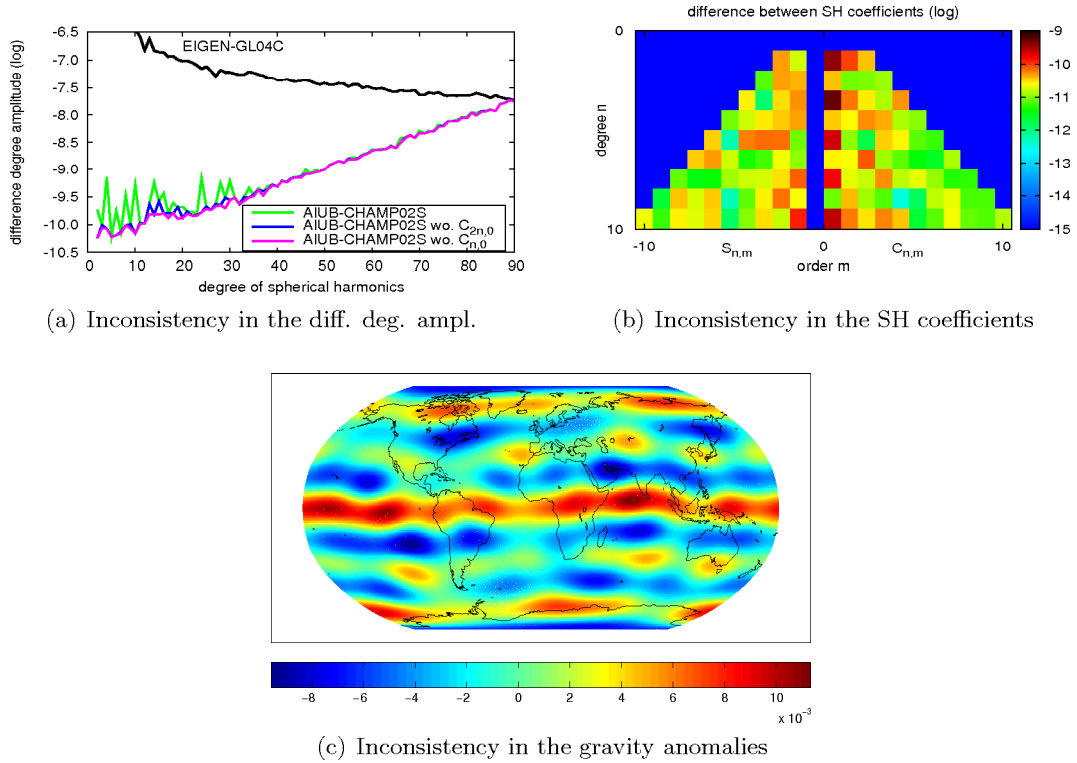 -6.5
-7.0
-7.5
-8.0
-8.5
-9.0
-9.5
-10.0
-10.5
difference degree amplitude (log)
EIGEN-GL04C
AIUB-CHAMP02S
AIUB-CHAMP02S wo. C2n,0
AIUB-CHAMP02S wo. Cn,0
0 10 20 30 40 50 60 70 80 90
degree of spherical harmonics
(a) Inconsistency in the diff. deg. ampl.
difference between SH coefficients (log)
0
10
degree n
-10 0 10
Sn,m Cn,m
order m
-9
-10
-11
-12
-13
-14
-15
(b) Inconsistency in the SH coefficients
−8 −6 −4 −2 0 2 4 6 8 10
x 10⁻³
(c) Inconsistency in the gravity anomalies